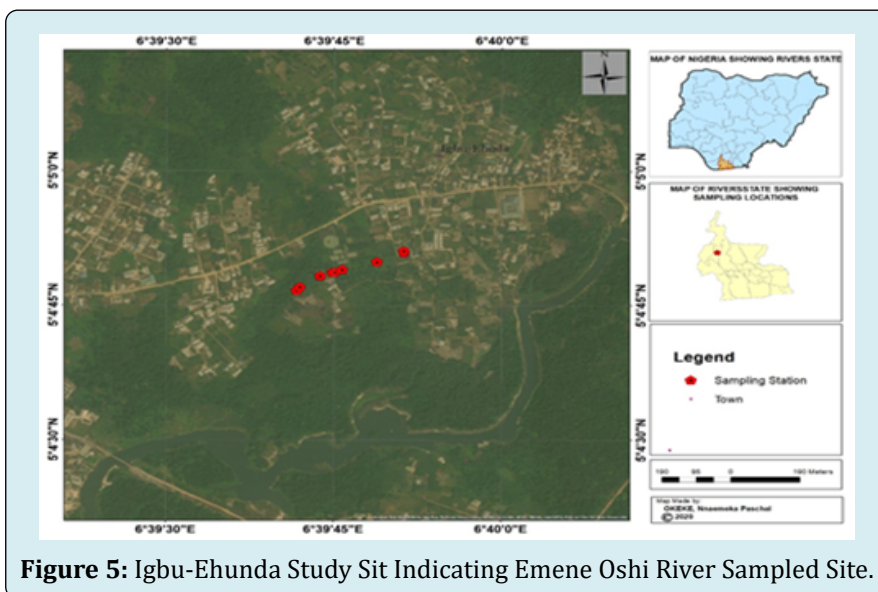 6°39'30"E 6°39'45"E 6°40'0"E
N
Igbu-Ehuda
5°5'0"N
5°4'45"N
5°4'30"N
5°5'0"N
5°4'45"N
5°4'30"N
6°39'30"E 6°39'45"E 6°40'0"E
MAP OF NIGERIA SHOWING RIVERS STATE
MAP OF RIVERSSTATE SHOWING
SAMPLING LOCATIONS
Legend
Sampling Station
Town
190 95 0 190 Meters
Map Made by:
OKEKE, Nnaemeka Paschal
© 2020
Figure 5: Igbu-Ehunda Study Sit Indicating Emene Oshi River Sampled Site.